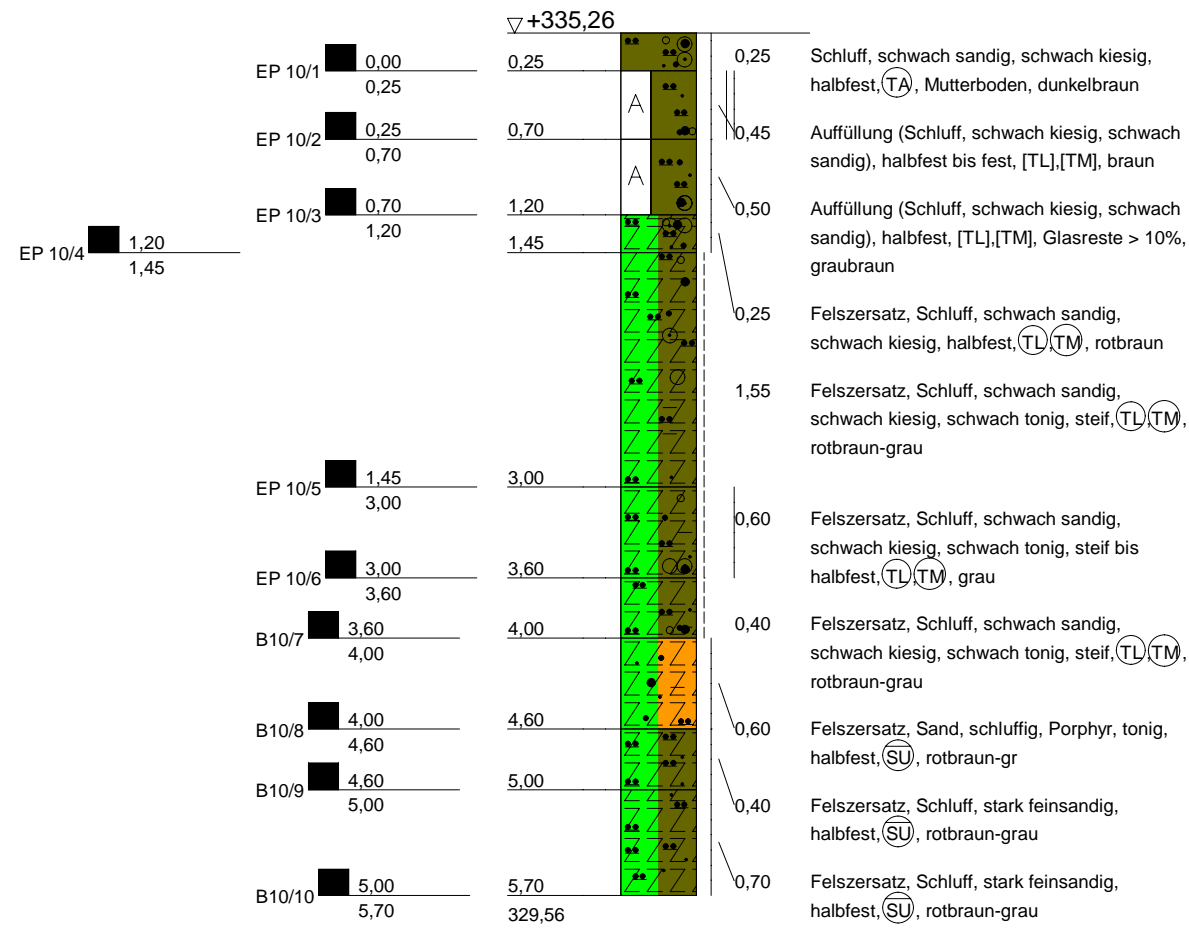 +335,26
EP 10/1 0,00
0,25
0,25
0,25
Schluff, schwach sandig, schwach kiesig,
halbfest, TA, Mutterboden, dunkelbraun
EP 10/2 0,25
0,70
0,70
A
0,45
Auffüllung (Schluff, schwach kiesig, schwach
sandig), halbfest bis fest, [TL],[TM], braun
EP 10/3 0,70
1,20
1,20
A
0,50
Auffüllung (Schluff, schwach kiesig, schwach
sandig), halbfest, [TL],[TM], Glasreste > 10%,
graubraun
EP 10/4 1,20
1,45
1,45
0,25
Felszersatz, Schluff, schwach sandig,
schwach kiesig, halbfest, TL, TM, rotbraun
1,55
Felszersatz, Schluff, schwach sandig,
schwach kiesig, schwach tonig, steif, TL, TM,
rotbraun-grau
EP 10/5 1,45
3,00
3,00
0,60
Felszersatz, Schluff, schwach sandig,
schwach kiesig, schwach tonig, steif bis
halbfest, TL, TM, grau
EP 10/6 3,00
3,60
3,60
0,40
Felszersatz, Schluff, schwach sandig,
schwach kiesig, schwach tonig, steif, TL, TM,
rotbraun-grau
B10/7 3,60
4,00
4,00
0,60
Felszersatz, Sand, schluffig, Porphyr, tonig,
halbfest, S̅U̅, rotbraun-gr
B10/8 4,00
4,60
4,60
0,40
Felszersatz, Schluff, stark feinsandig,
halbfest, S̅U̅, rotbraun-grau
B10/9 4,60
5,00
5,00
0,70
Felszersatz, Schluff, stark feinsandig,
halbfest, S̅U̅, rotbraun-grau
B10/10 5,00
5,70
5,70
329,56